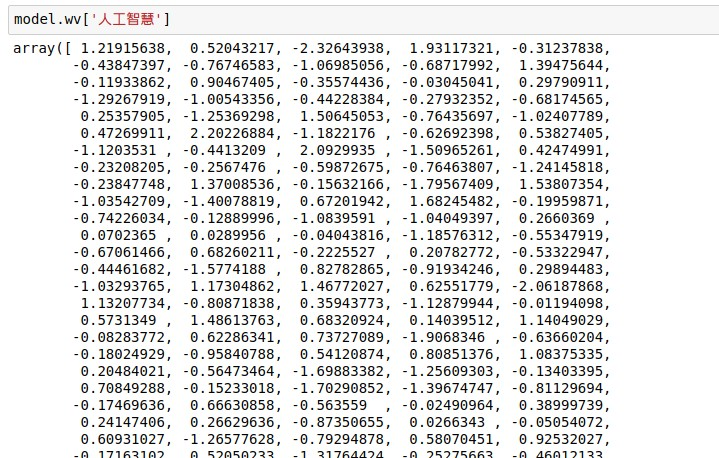 model.wv['人工智慧']
array([ 1.21915638, 0.52043217, -2.32643938, 1.93117321, -0.31237838,
-0.43847397, -0.76746583, -1.06985056, -0.68717992, 1.39475644,
-0.11933862, 0.90467405, -0.35574436, -0.03045041, 0.29790911,
-1.29267919, -1.00543356, -0.44228384, -0.27932352, -0.68174565,
0.25357905, -1.25369298, 1.50645053, -0.76435697, -1.02407789,
0.47269911, 2.20226884, -1.1822176 , -0.62692398, 0.53827405,
-1.1203531 , -0.4413209 , 2.0929935 , -1.50965261, 0.42474991,
-0.23208205, -0.2567476 , -0.59872675, -0.76463807, -1.24145818,
-0.23847748, 1.37008536, -0.15632166, -1.79567409, 1.53807354,
-1.03542709, -1.40078819, 0.67201942, 1.68245482, -0.19959871,
-0.74226034, -0.12889996, -1.0839591 , -1.04049397, 0.2660369 ,
0.0702365 , 0.0289956 , -0.04043816, -1.18576312, -0.55347919,
-0.67061466, 0.68260211, -0.2225527 , 0.20782772, -0.53322947,
-0.44461682, -1.5774188 , 0.82782865, -0.91934246, 0.29894483,
-1.03293765, 1.17304862, 1.46772027, 0.62551779, -2.06187868,
1.13207734, -0.80871838, 0.35943773, -1.12879944, -0.01194098,
0.5731349 , 1.48613763, 0.68320924, 0.14039512, 1.14049029,
-0.08283772, 0.62286341, 0.73727089, -1.9068346 , -0.63660204,
-0.18024929, -0.95840788, 0.54120874, 0.80851376, 1.08375335,
0.20484021, -0.56473464, -1.69883382, -1.25609303, -0.13403395,
0.70849288, -0.15233018, -1.70290852, -1.39674747, -0.81129694,
-0.17469636, 0.66630858, -0.563559 , -0.02490964, 0.38999739,
0.24147406, 0.26629636, -0.87350655, 0.0266343 , -0.05054072,
0.60931027, -1.26577628, -0.79294878, 0.58070451, 0.92532027,
-0.17163102, 0.52050233, -1.31764424, -0.25275663, -0.46012133,